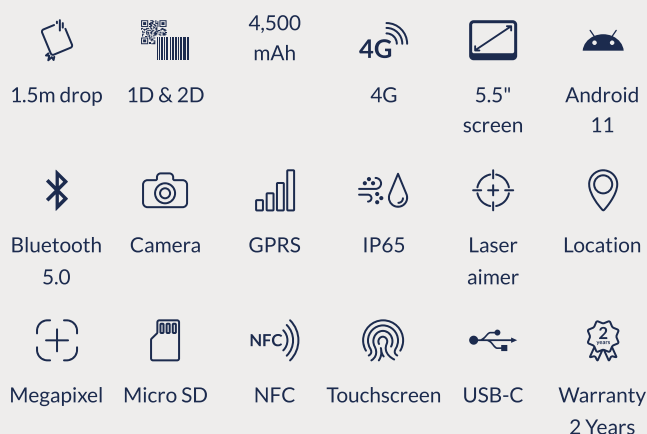 4,500
mAh
4G
1.5m drop
1D & 2D
4G
5.5"
screen
Android
11
Bluetooth
5.0
Camera
GPRS
IP65
Laser
aimer
Location
NFC
2
years
Megapixel
Micro SD
NFC
Touchscreen
USB-C
Warranty
2 Years